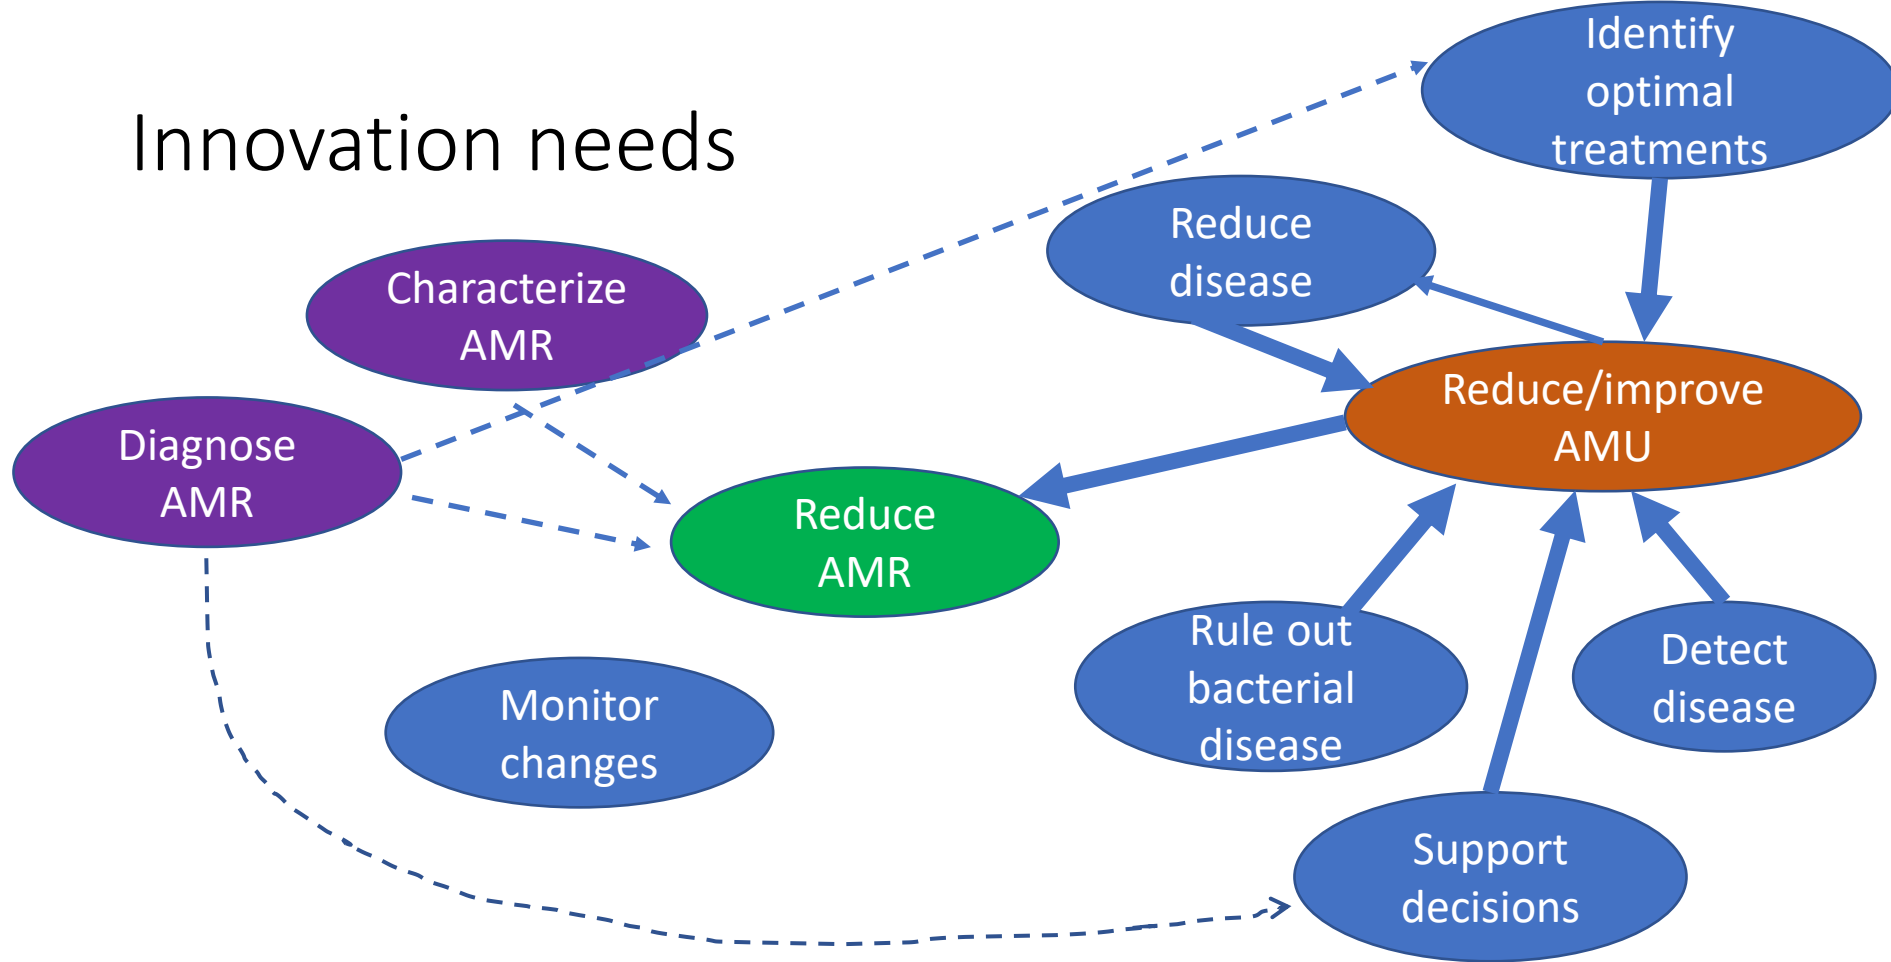 Innovation needs
Identify
optimal
treatments
Reduce
disease
Characterize
AMR
Reduce/improve
AMU
Diagnose
AMR
Reduce
AMR
Rule out
bacterial
disease
Detect
disease
Monitor
changes
Support
decisions